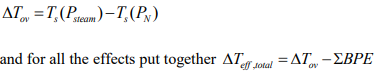 ΔT_ov = T_s(P_steam) − T_s(P_N)
and for all the effects put together ΔT_eff,total = ΔT_ov − ΣBPE